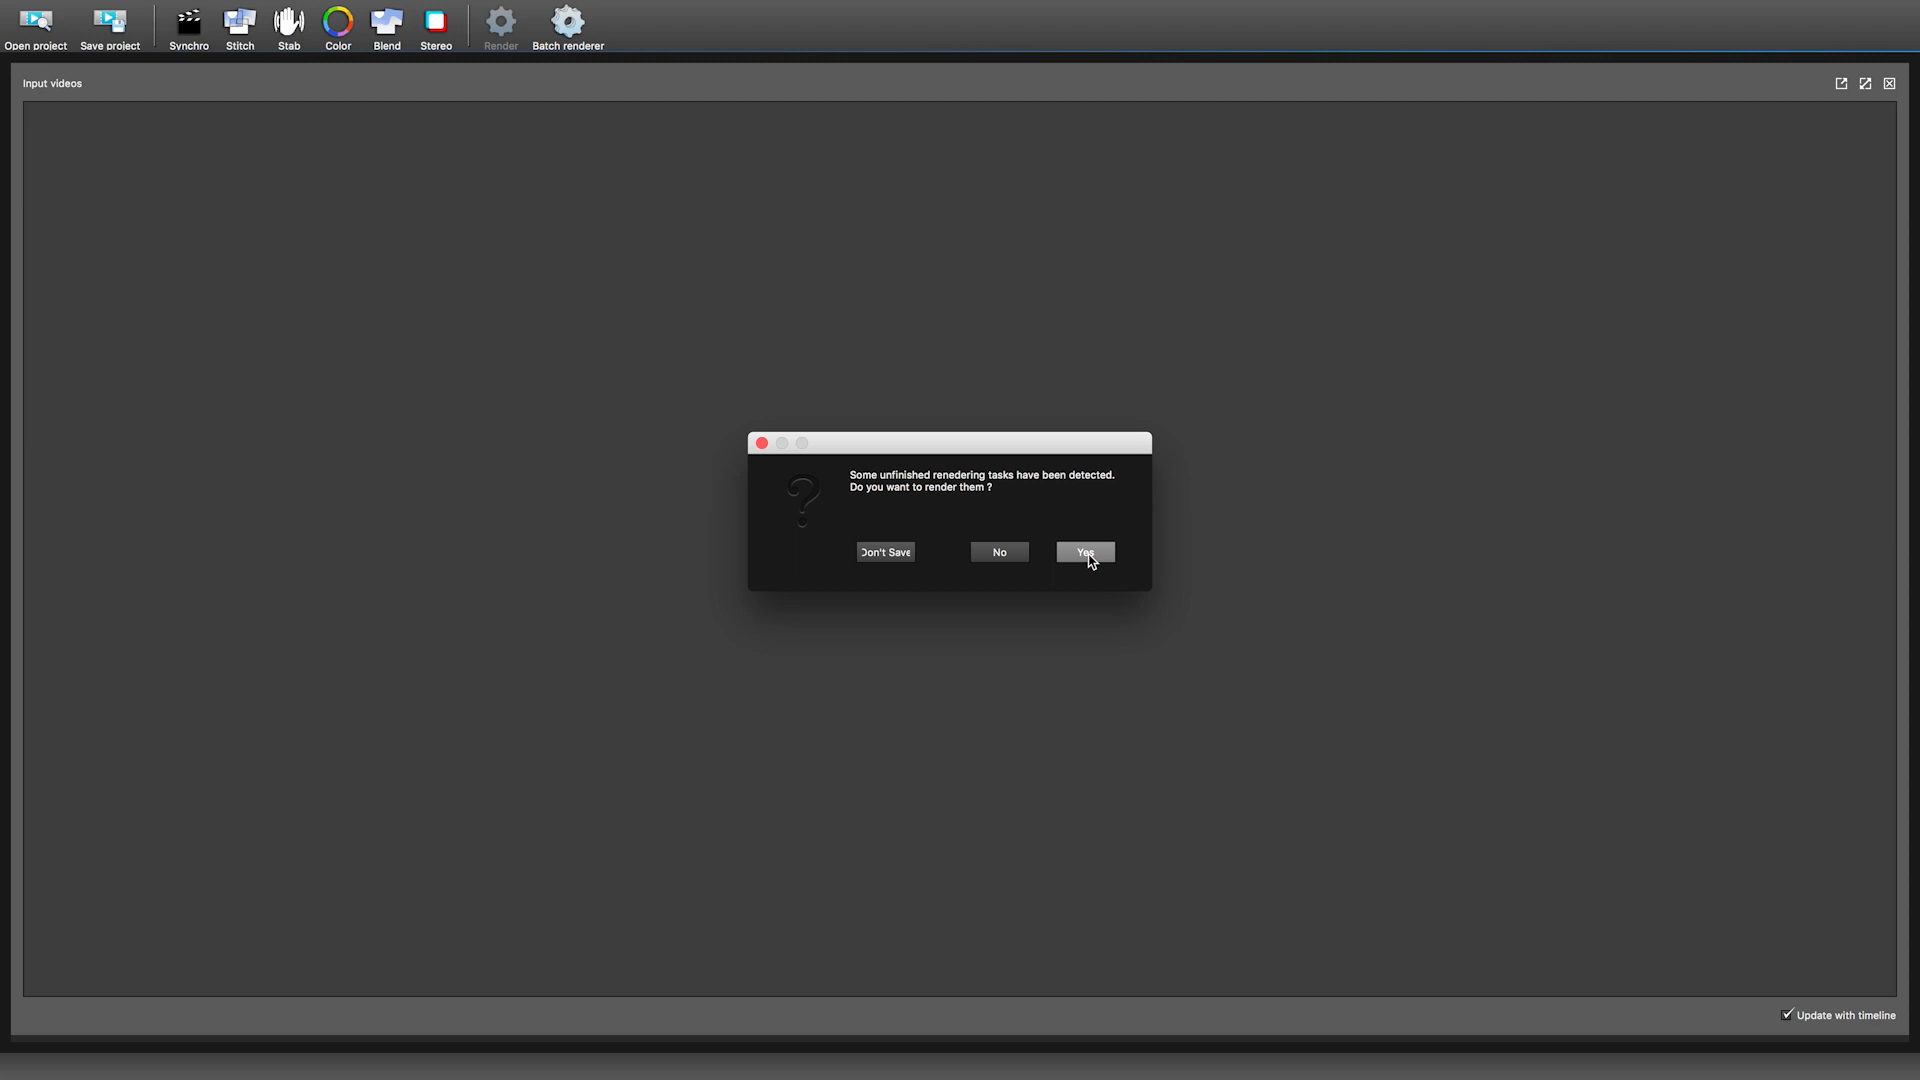 Open project
Save project
Synchro
Stitch
Stab
Color
Blend
Stereo
Render
Batch renderer
Input videos
Some unfinished renedering tasks have been detected.
Do you want to render them ?
Don't Save
No
Yes
Update with timeline